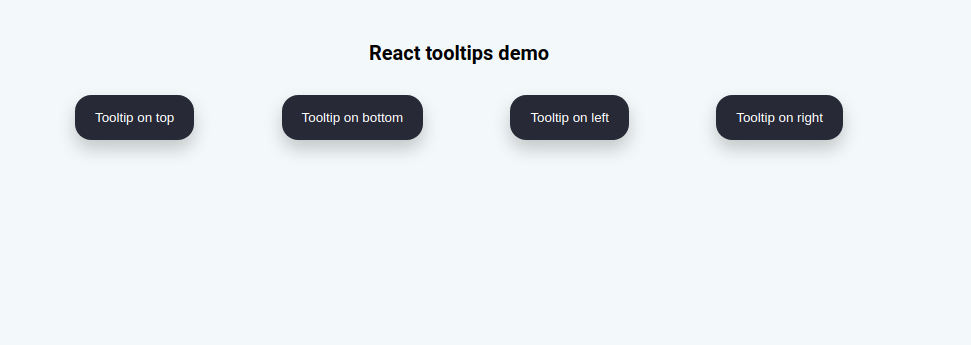 React tooltips demo
Tooltip on top
Tooltip on bottom
Tooltip on left
Tooltip on right